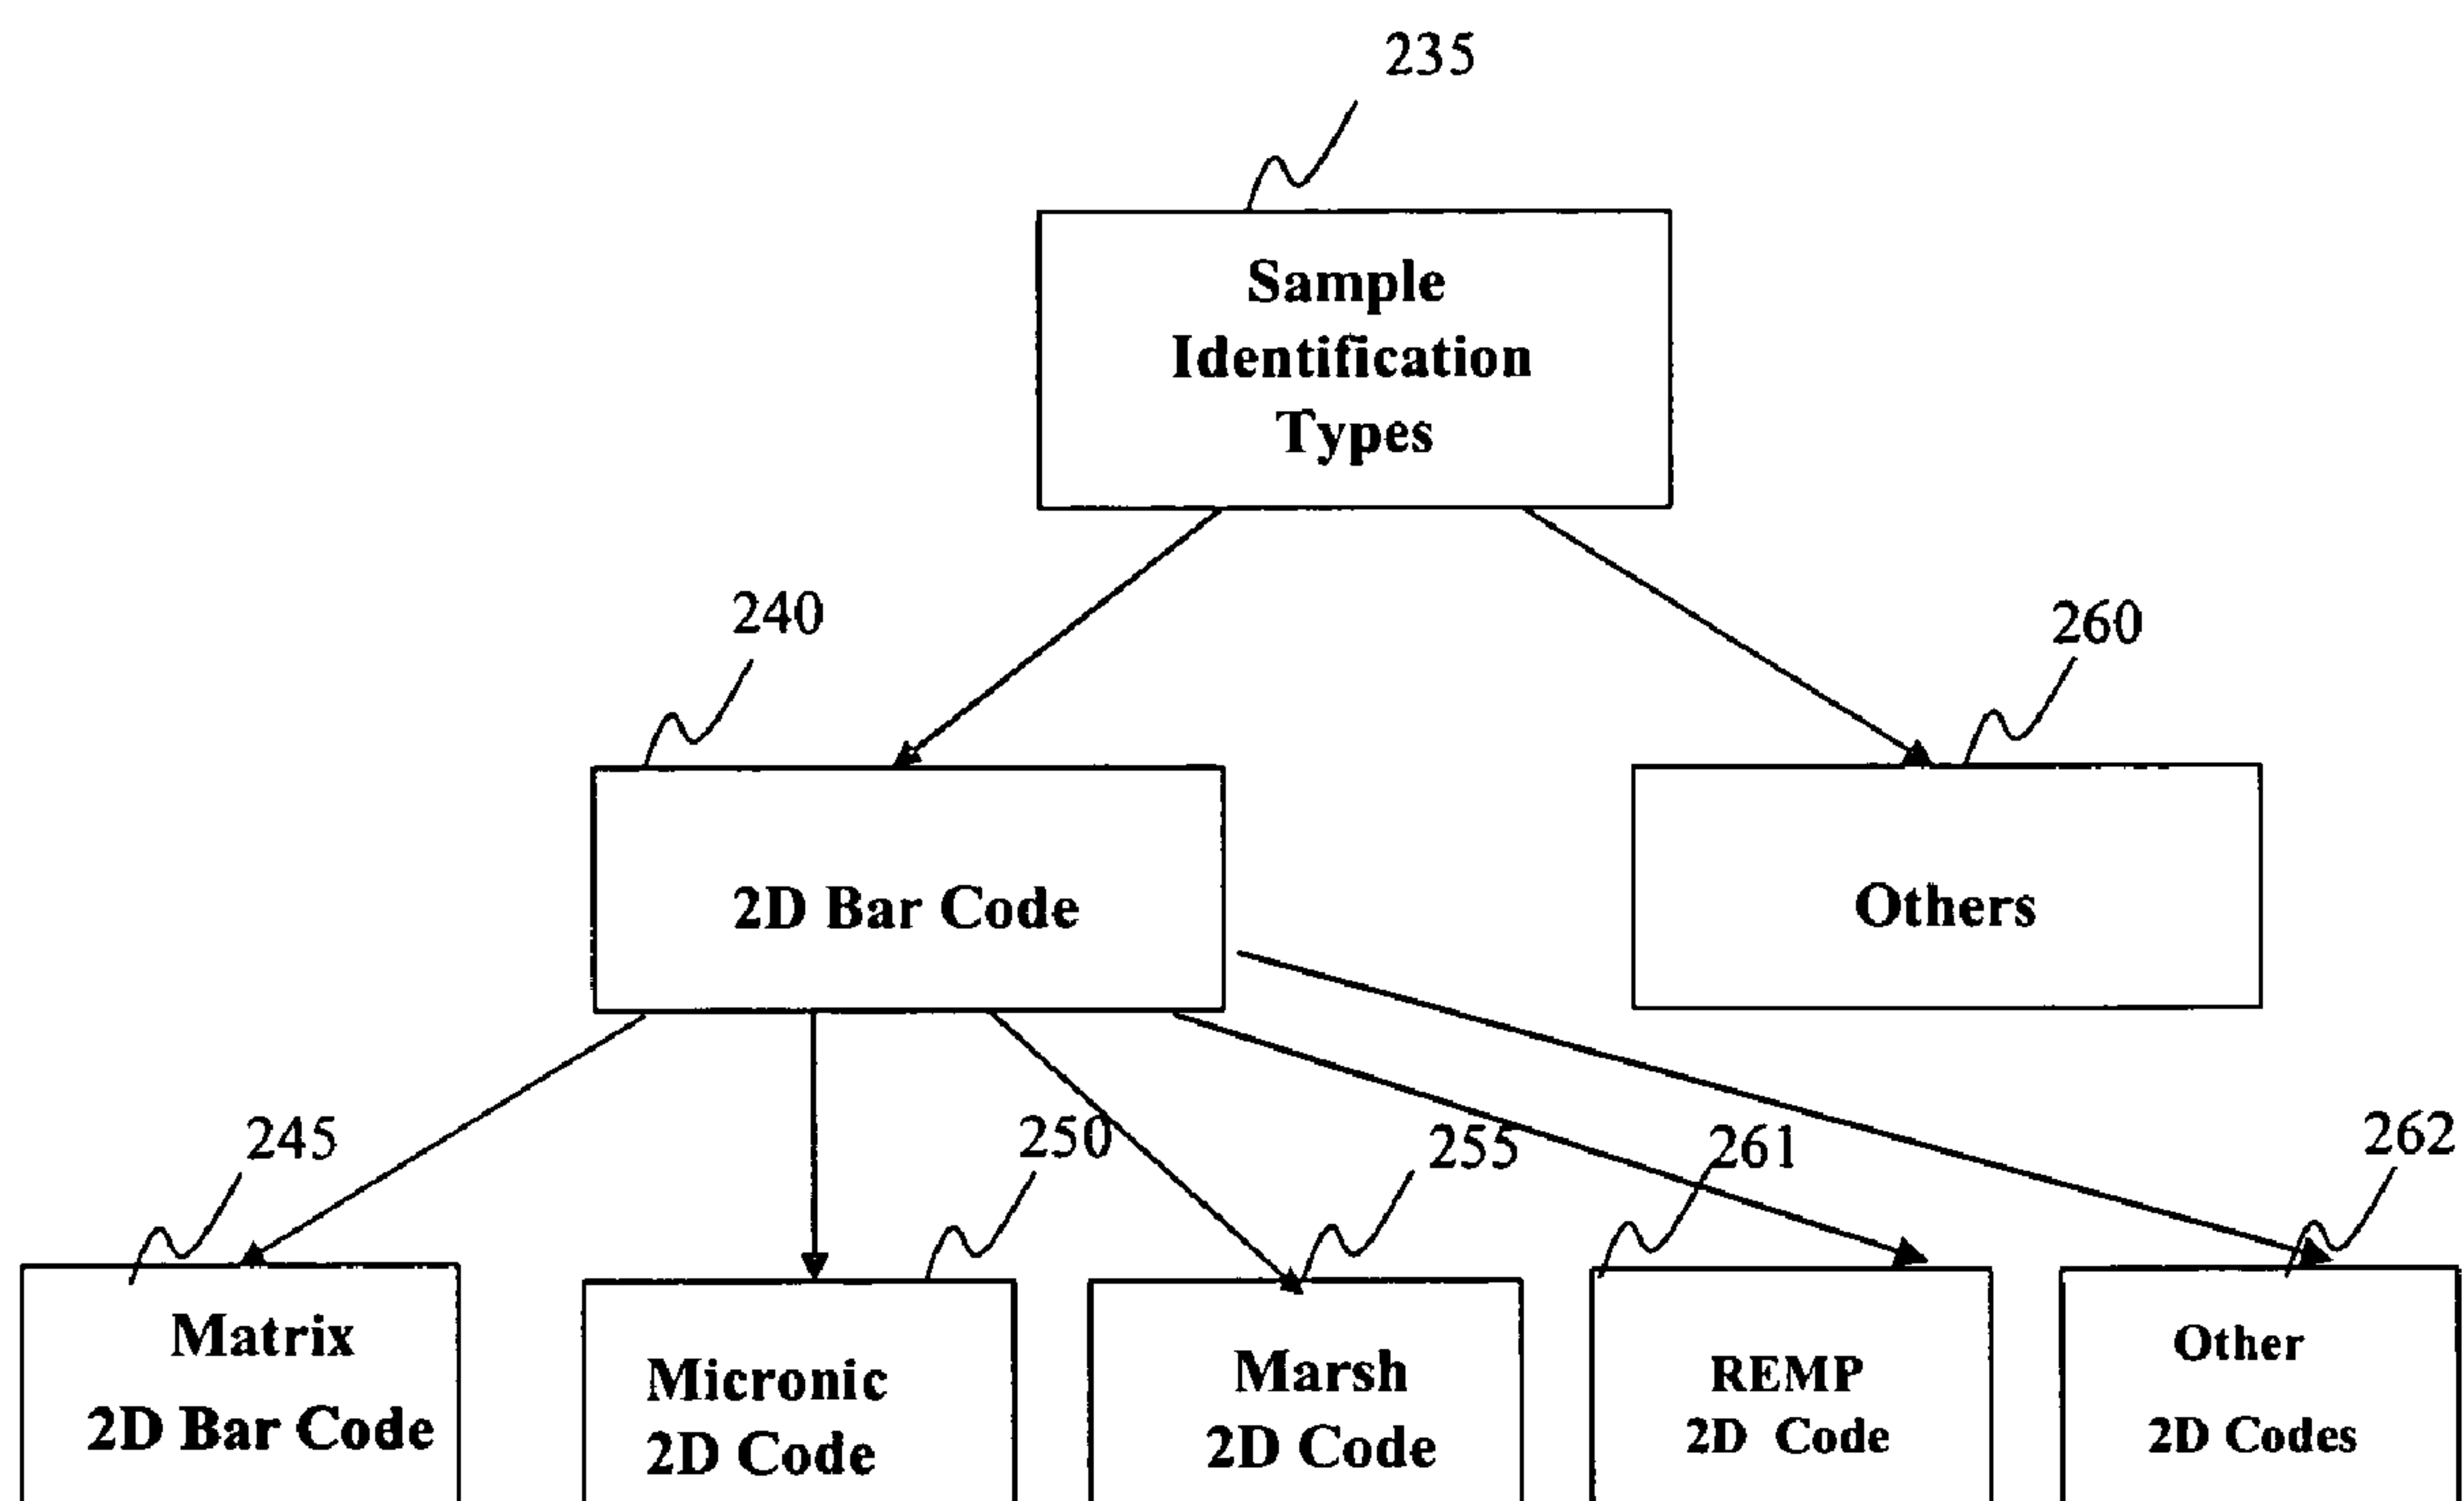 235
Sample
Identification
Types
240
260
2D Bar Code
Others
245
250
255
261
262
Matrix
2D Bar Code
Micronic
2D Code
Marsh
2D Code
REMP
2D Code
Other
2D Codes